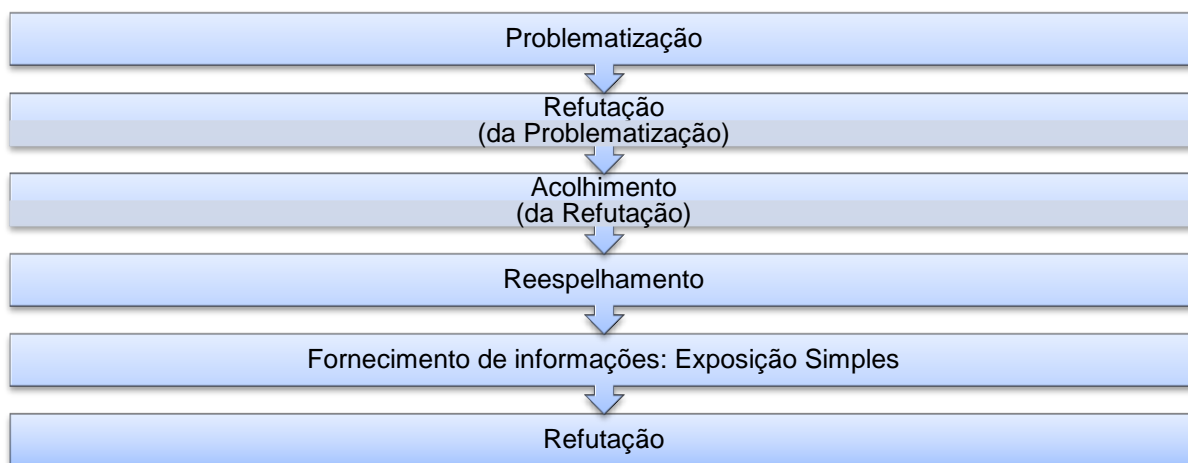 Problematização
Refutação
(da Problematização)
Acolhimento
(da Refutação)
Reespelhamento
Fornecimento de informações: Exposição Simples
Refutação